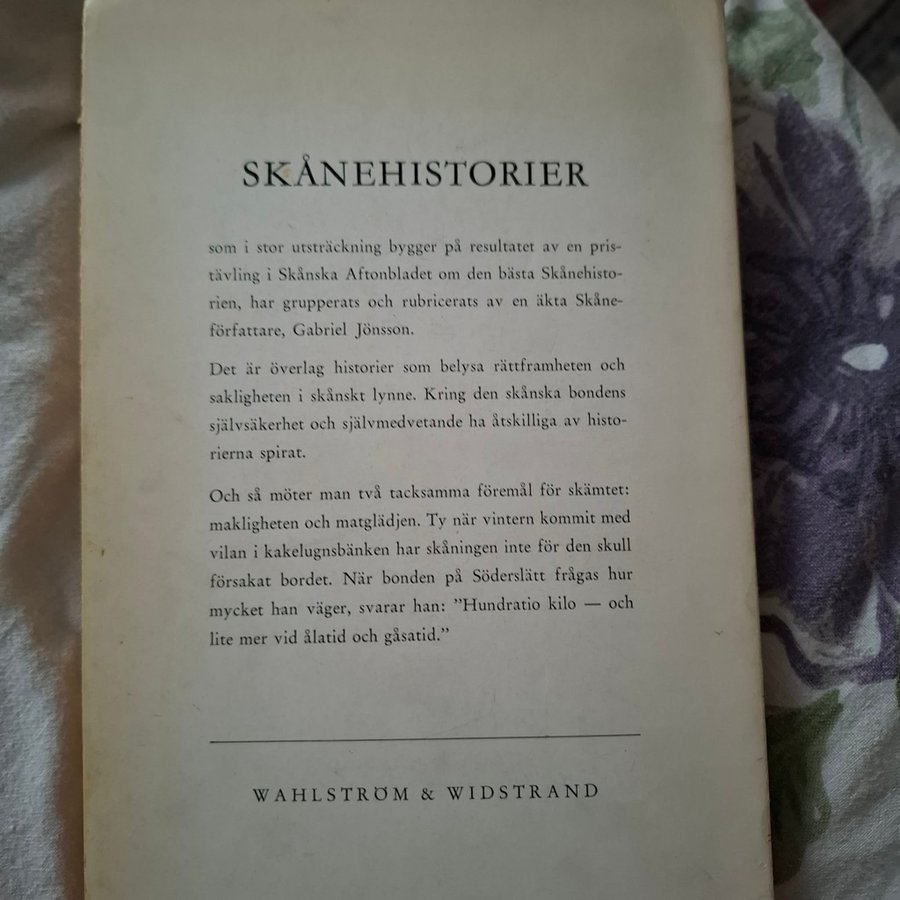 SKÅNEHISTORIER
som i stor utsträckning bygger på resultatet av en pris-
tävling i Skånska Aftonbladet om den bästa Skånehisto-
rien, har grupperats och rubricerats av en äkta Skåne-
författare, Gabriel Jönsson.
Det är överlag historier som belysa rättframheten och
sakligheten i skånskt lynne. Kring den skånska bondens
självsäkerhet och självmedvetande ha åtskilliga av histo-
rierna spirat.
Och så möter man två tacksamma föremål för skämtet:
makligheten och matglädjen. Ty när vintern kommit med
vilan i kakelugnsbänken har skåningen inte för den skull
försakat bordet. När bonden på Söderslätt frågas hur
mycket han väger, svarar han: ”Hundratio kilo — och
lite mer vid ålatid och gåsatid.”
WAHLSTRÖM & WIDSTRAND